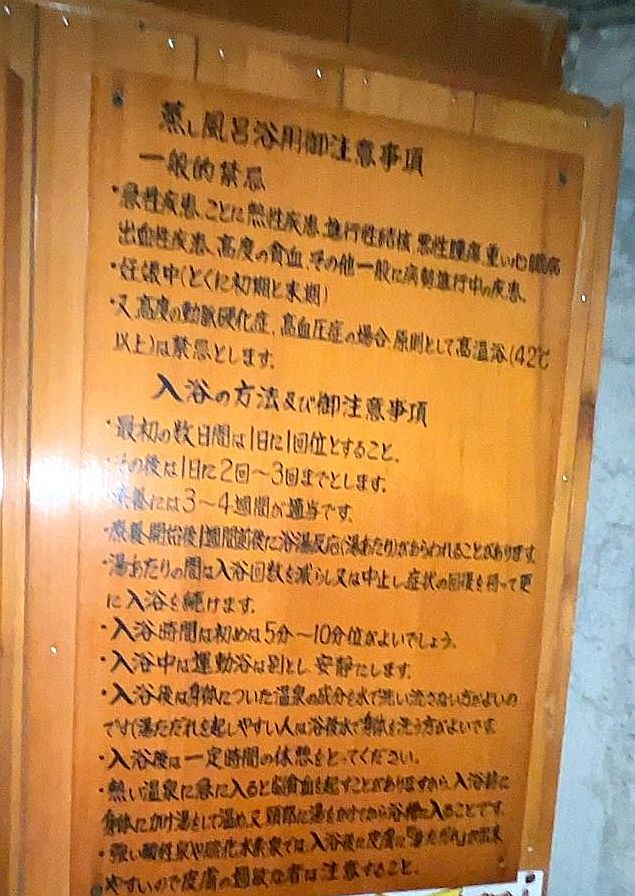 蒸し風呂浴用御注意事項
一般的禁忌
・急性疾患、ことに熱性疾患、進行性結核、悪性腫瘍、重い心臓病
出血性疾患、高度の貧血、その他一般に病勢進行中の疾患。
・妊娠中(とくに初期と末期)
・又、高度の動脈硬化症、高血圧症の場合、原則として高温浴(42℃
以上)は禁忌とします。
入浴の方法及び御注意事項
・最初の数日間は1日に1回位とすること。
・その後は1日に2回〜3回までとします。
・療養には3〜4週間が適当です。
・療養開始後1週間前後に浴湯反応(湯あたり)があらわれることがあります。
・湯あたりの間は入浴回数を減らし又は中止し、症状の回復を待って更
に入浴を続けます。
・入浴時間は初めは5分〜10分位がよいでしょう。
・入浴中は運動浴は別とし、安静にします。
・入浴後は身体についた温泉の成分を水で洗い流さない方がよいの
です(湯ただれを起しやすい人は浴後水で身体を洗う方がよいです。
・入浴後は一定時間の休憩をとってください。
・熱い温泉に急に入ると脳貧血を起すことがありますから、入浴前に
身体にかけ湯をして温め、又頭部に湯をかけてから浴槽に入ることです。
・強い酸性泉や硫化水素泉では、入浴後に皮膚に「湯ただれ」が出来
やすいので皮膚の過敏な者は注意すること。